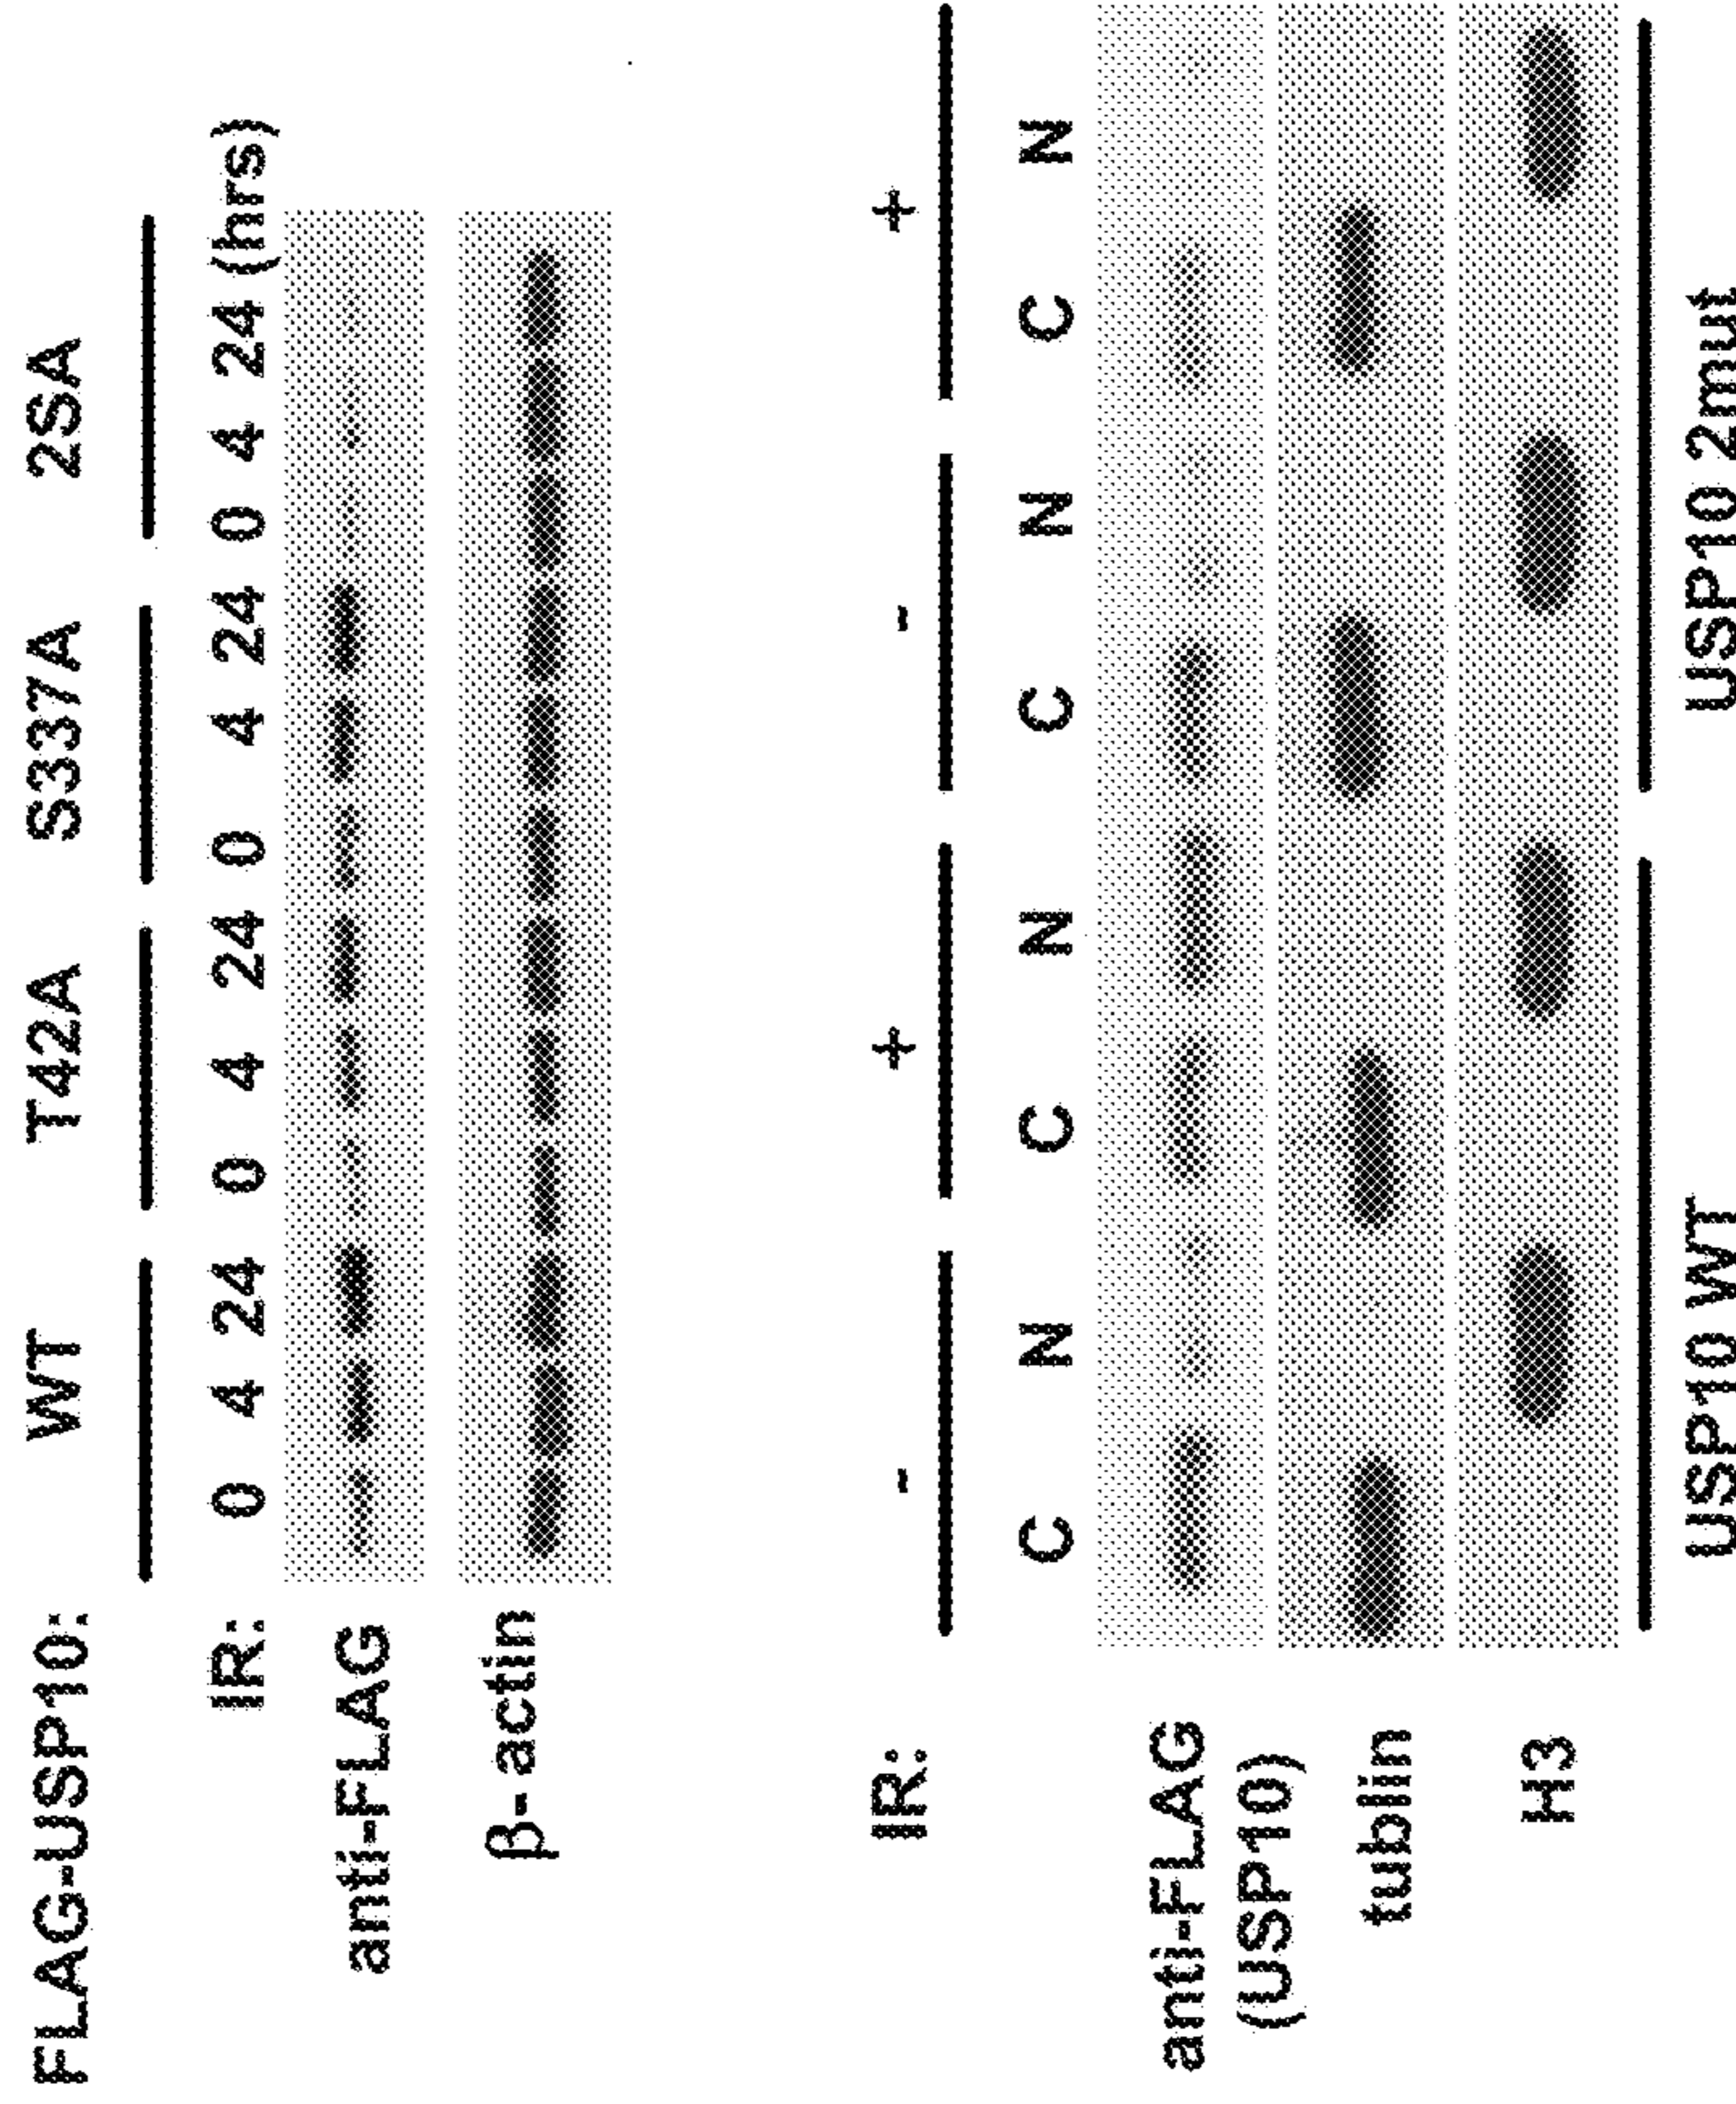 FLAG-USP10: WT T42A S337A 2SA
IR: 0 4 24 0 4 24 0 4 24 0 4 24 (hrs)
anti-FLAG
β-actin
IR: - + - +
C N C N C N C N
anti-FLAG
(USP10)
tublin
H3
USP10 WT USP10 2mut